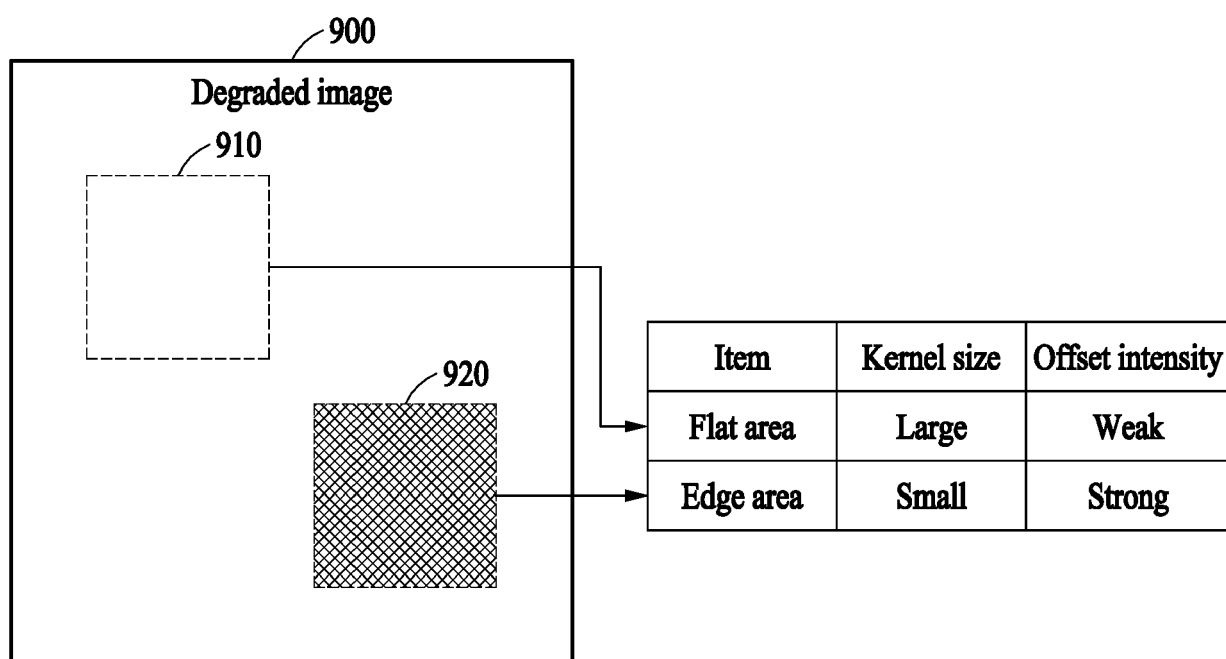 900
Degraded image
910
920
Item Kernel size Offset intensity
Flat area Large Weak
Edge area Small Strong